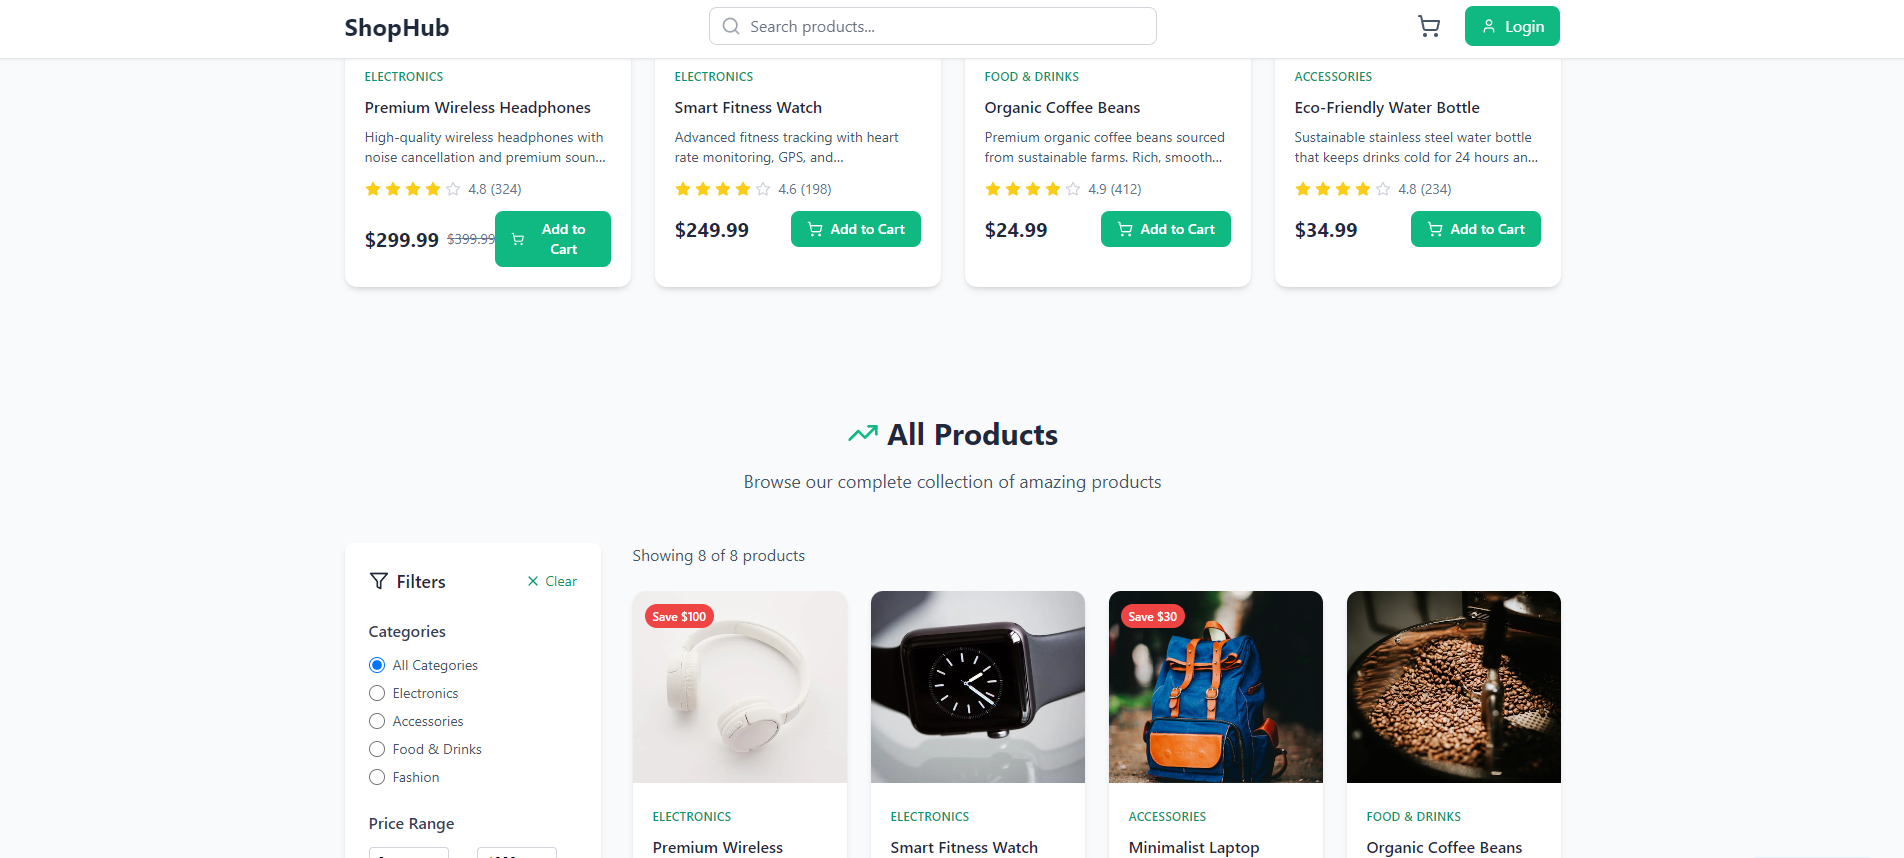 ShopHub
Search products...
Login
ELECTRONICS
Premium Wireless Headphones
High-quality wireless headphones with
noise cancellation and premium soun...
4.8 (324)
$299.99 $399.99
Add to
Cart
ELECTRONICS
Smart Fitness Watch
Advanced fitness tracking with heart
rate monitoring, GPS, and...
4.6 (198)
$249.99
Add to Cart
FOOD & DRINKS
Organic Coffee Beans
Premium organic coffee beans sourced
from sustainable farms. Rich, smooth...
4.9 (412)
$24.99
Add to Cart
ACCESSORIES
Eco-Friendly Water Bottle
Sustainable stainless steel water bottle
that keeps drinks cold for 24 hours an...
4.8 (234)
$34.99
Add to Cart
All Products
Browse our complete collection of amazing products
Filters
Clear
Categories
All Categories
Electronics
Accessories
Food & Drinks
Fashion
Price Range
Showing 8 of 8 products
Save $100
ELECTRONICS
Premium Wireless
ELECTRONICS
Smart Fitness Watch
Save $30
ACCESSORIES
Minimalist Laptop
FOOD & DRINKS
Organic Coffee Beans